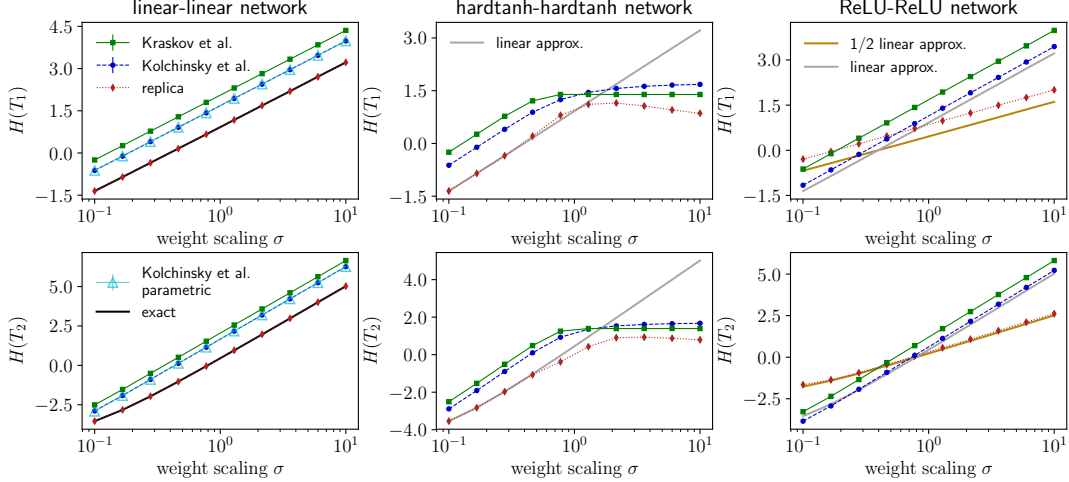 linear-linear network
hardtanh-hardtanh network
ReLU-ReLU network
4.5
3.0
1.5
0.0
−1.5
H(T₁)
Kraskov et al.
Kolchinsky et al.
replica
10⁻¹
10⁰
10¹
weight scaling σ
3.0
1.5
0.0
−1.5
H(T₁)
linear approx.
10⁻¹
10⁰
10¹
weight scaling σ
3.0
1.5
0.0
−1.5
H(T₁)
1/2 linear approx.
linear approx.
10⁻¹
10⁰
10¹
weight scaling σ
5.0
2.5
0.0
−2.5
H(T₂)
Kolchinsky et al.
parametric
exact
10⁻¹
10⁰
10¹
weight scaling σ
4.0
2.0
0.0
−2.0
−4.0
H(T₂)
linear approx.
10⁻¹
10⁰
10¹
weight scaling σ
5.0
2.5
0.0
−2.5
H(T₂)
10⁻¹
10⁰
10¹
weight scaling σ